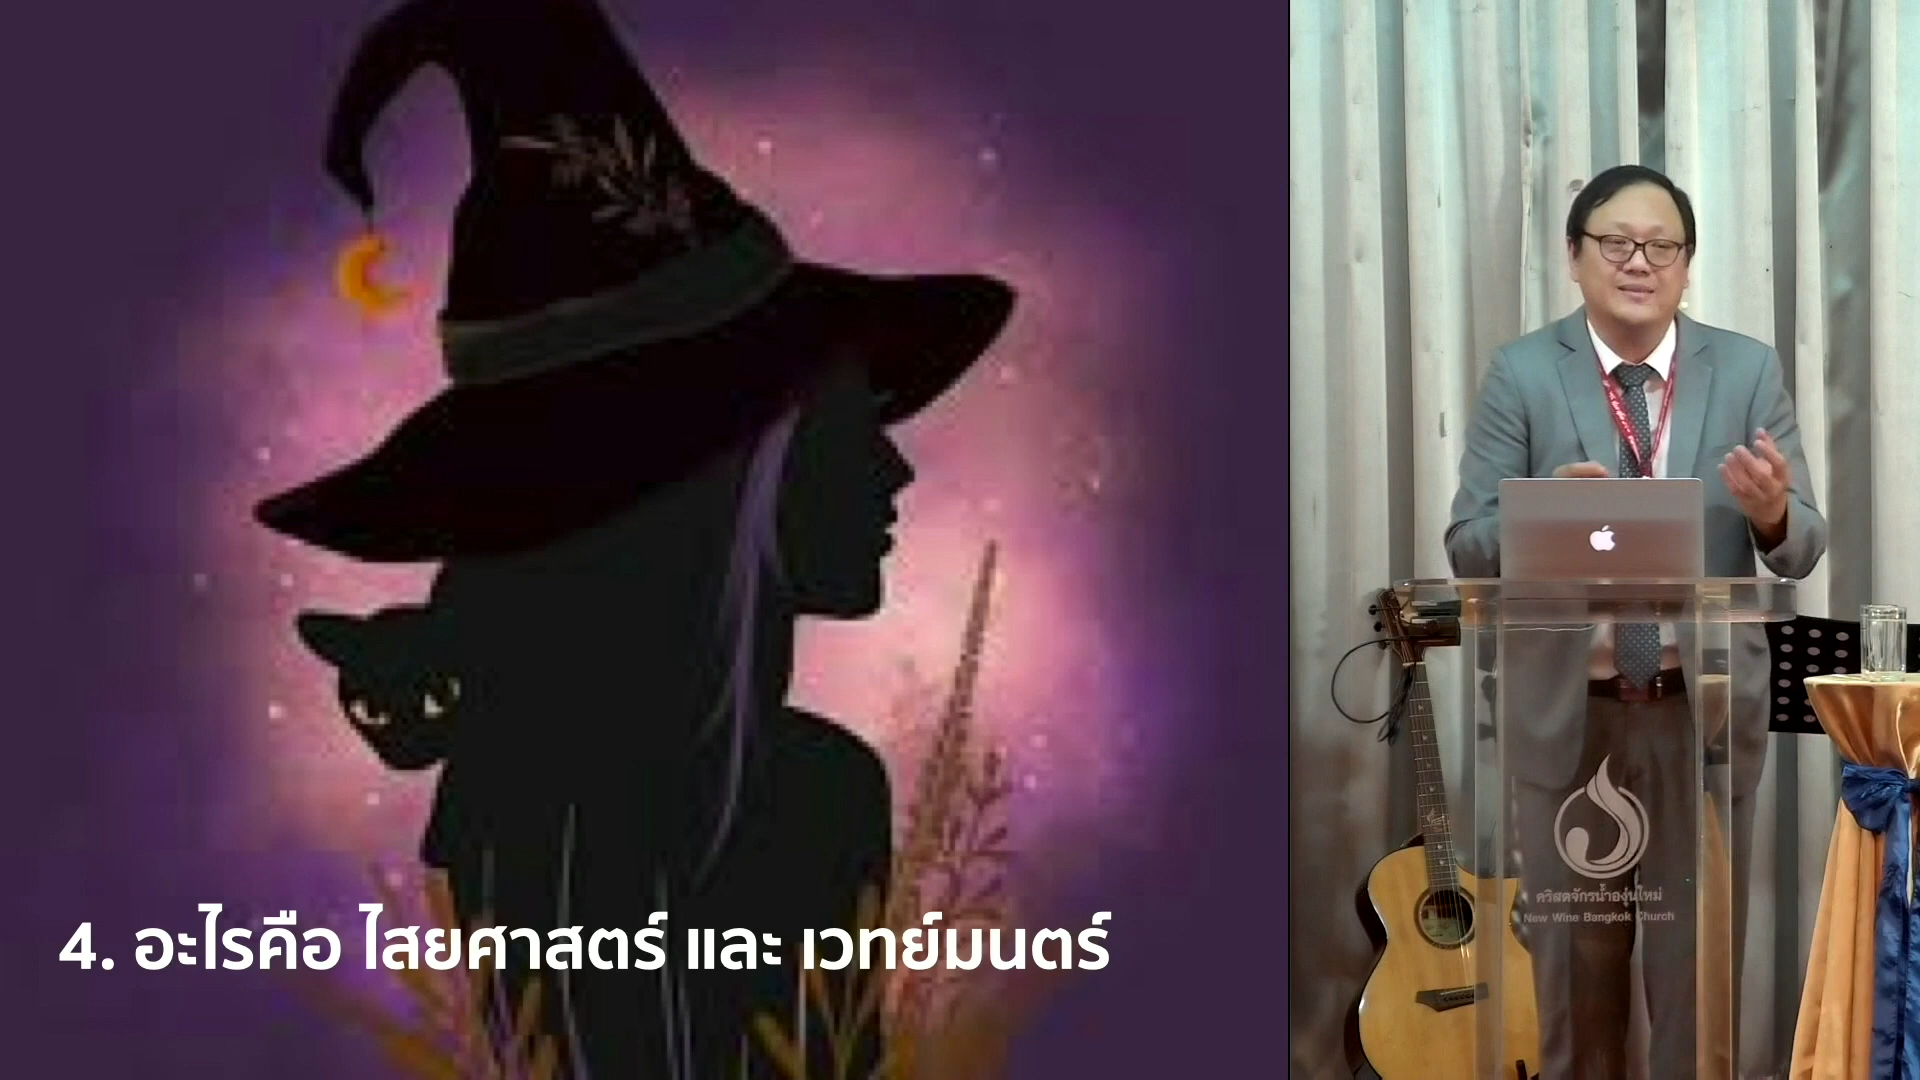 4. อะไรคือ ไสยศาสตร์ และ เวทย์มนตร์
คริสตจักรน้ำองุ่นใหม่
New Wine Bangkok Church